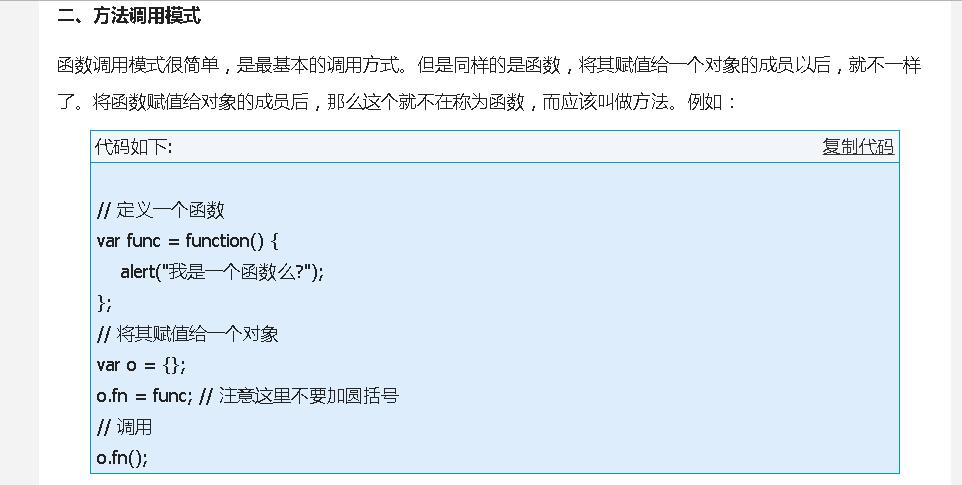 二、方法调用模式
函数调用模式很简单，是最基本的调用方式。但是同样的是函数，将其赋值给一个对象的成员以后，就不一样
了。将函数赋值给对象的成员后，那么这个就不在称为函数，而应该叫做方法。例如：
代码如下: 复制代码
// 定义一个函数
var func = function() {
alert("我是一个函数么?");
};
// 将其赋值给一个对象
var o = {};
o.fn = func; // 注意这里不要加圆括号
// 调用
o.fn();